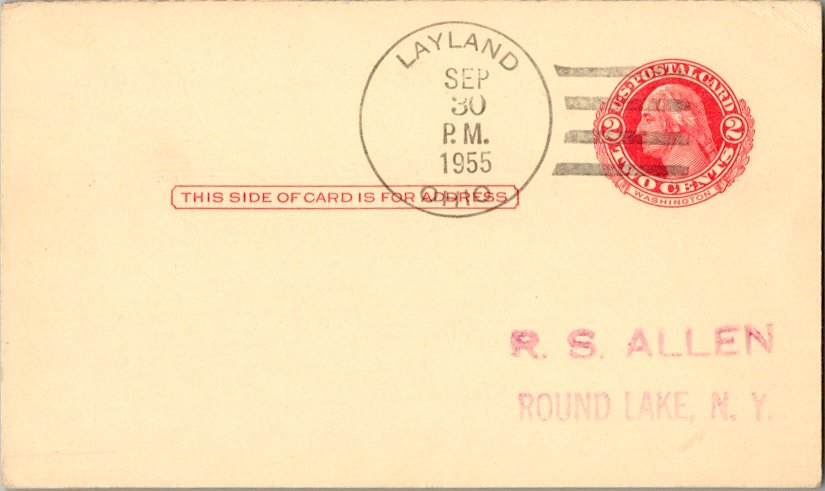 LAYLAND
SEP
30
P.M.
1955
OHIO
U.S. POSTAL CARD
2 2
TWO CENTS
WASHINGTON
THIS SIDE OF CARD IS FOR ADDRESS
R. S. ALLEN
ROUND LAKE, N. Y.